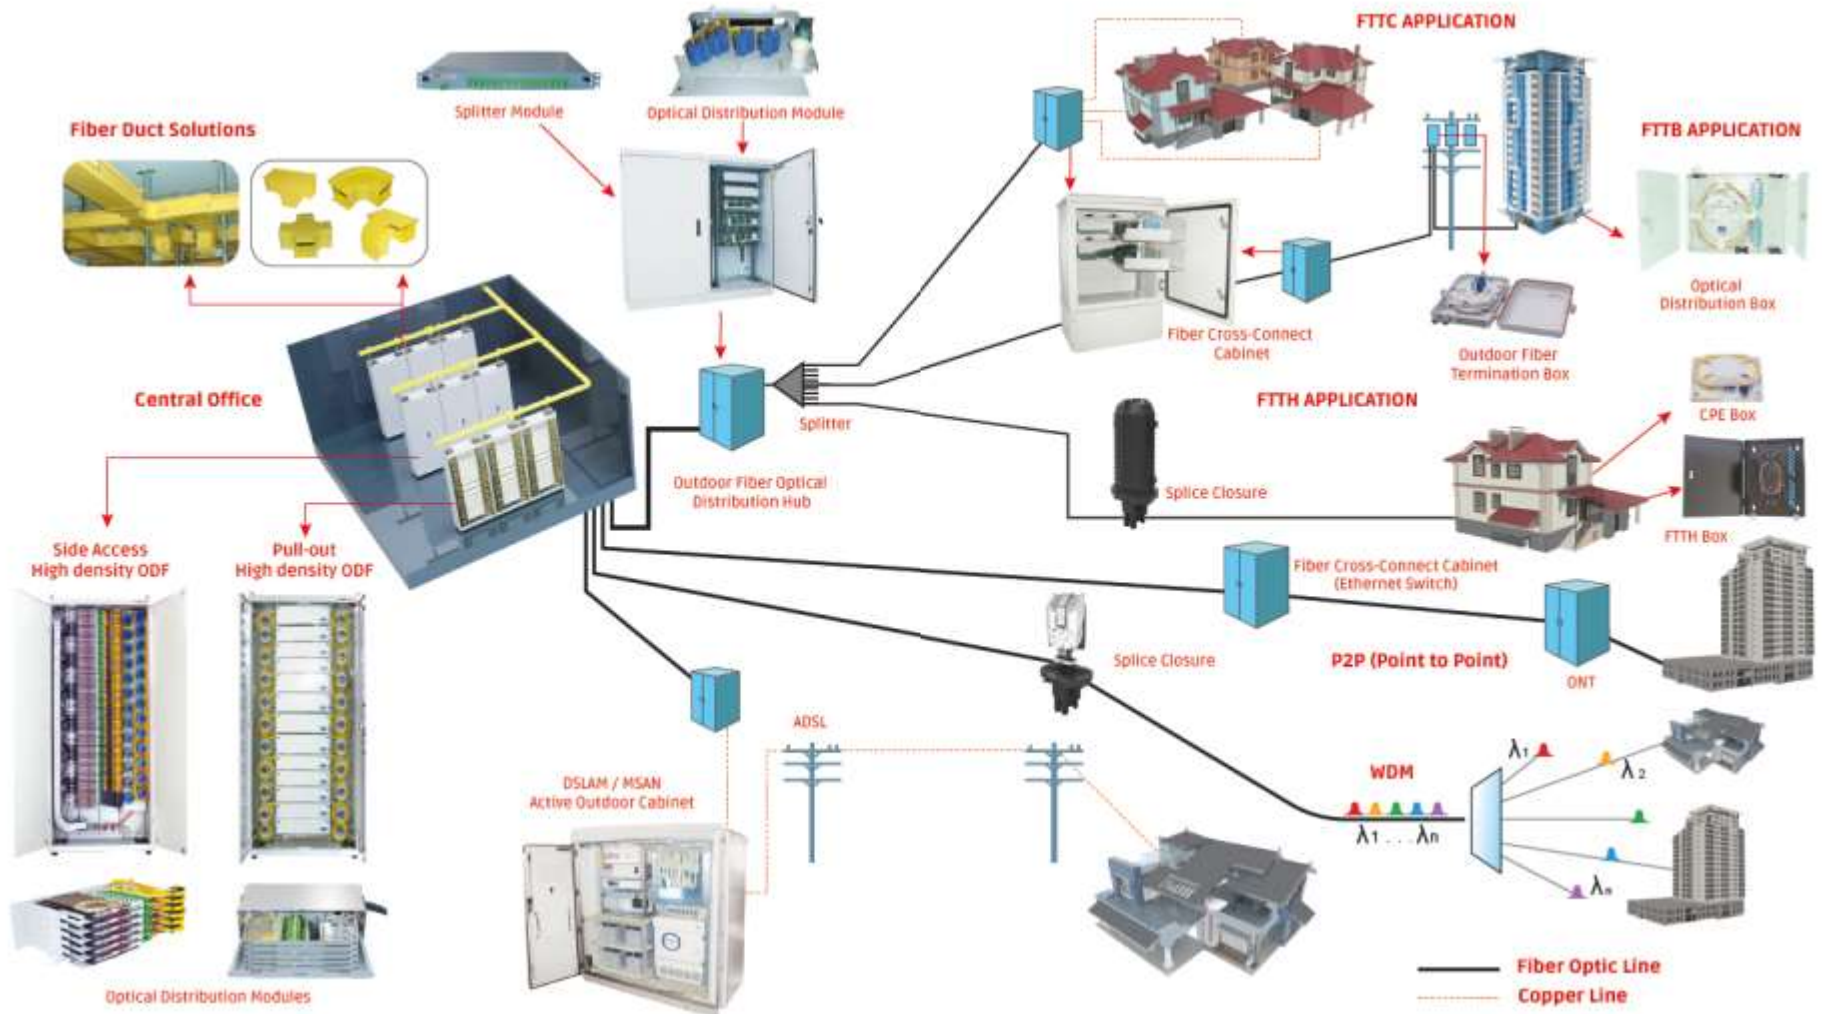 FTTC APPLICATION
Splitter Module
Optical Distribution Module
Fiber Duct Solutions
FTTB APPLICATION
Optical
Distribution Box
Fiber Cross-Connect
Cabinet
Outdoor Fiber
Termination Box
Central Office
Splitter
FTTH APPLICATION
CPE Box
Outdoor Fiber Optical
Distribution Hub
Splice Closure
FTTH Box
Side Access
High density ODF
Pull-out
High density ODF
Fiber Cross-Connect Cabinet
(Ethernet Switch)
Splice Closure
P2P (Point to Point)
ONT
ADSL
DSLAM / MSAN
Active Outdoor Cabinet
WDM
λ1 . . . λn
λ1
λ2
λn
Optical Distribution Modules
Fiber Optic Line
Copper Line